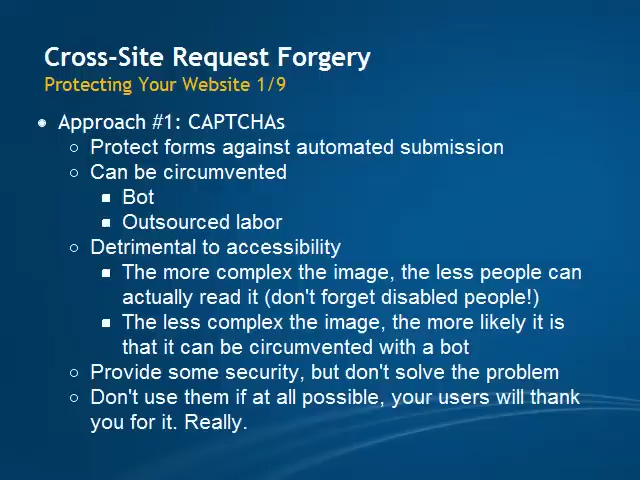 Cross-Site Request Forgery
Protecting Your Website 1/9
Approach #1: CAPTCHAs
Protect forms against automated submission
Can be circumvented
Bot
Outsourced labor
Detrimental to accessibility
The more complex the image, the less people can
actually read it (don't forget disabled people!)
The less complex the image, the more likely it is
that it can be circumvented with a bot
Provide some security, but don't solve the problem
Don't use them if at all possible, your users will thank
you for it. Really.